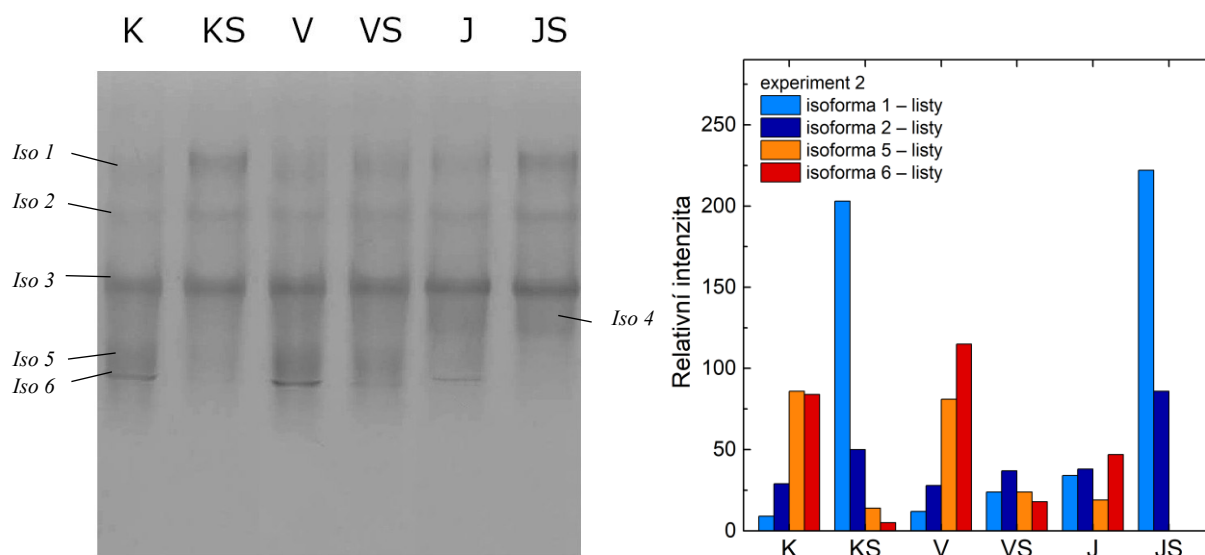 K KS V VS J JS
Iso 1
Iso 2
Iso 3
Iso 4
Iso 5
Iso 6
experiment 2
isoforma 1 – listy
isoforma 2 – listy
isoforma 5 – listy
isoforma 6 – listy
Relativní intenzita
250
200
150
100
50
0
K KS V VS J JS